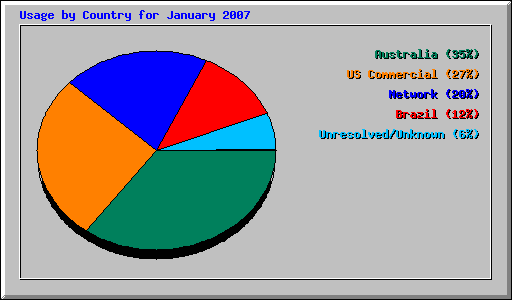 Usage by Country for January 2007
Australia (35%)
US Commercial (27%)
Network (20%)
Brazil (12%)
Unresolved/Unknown (6%)